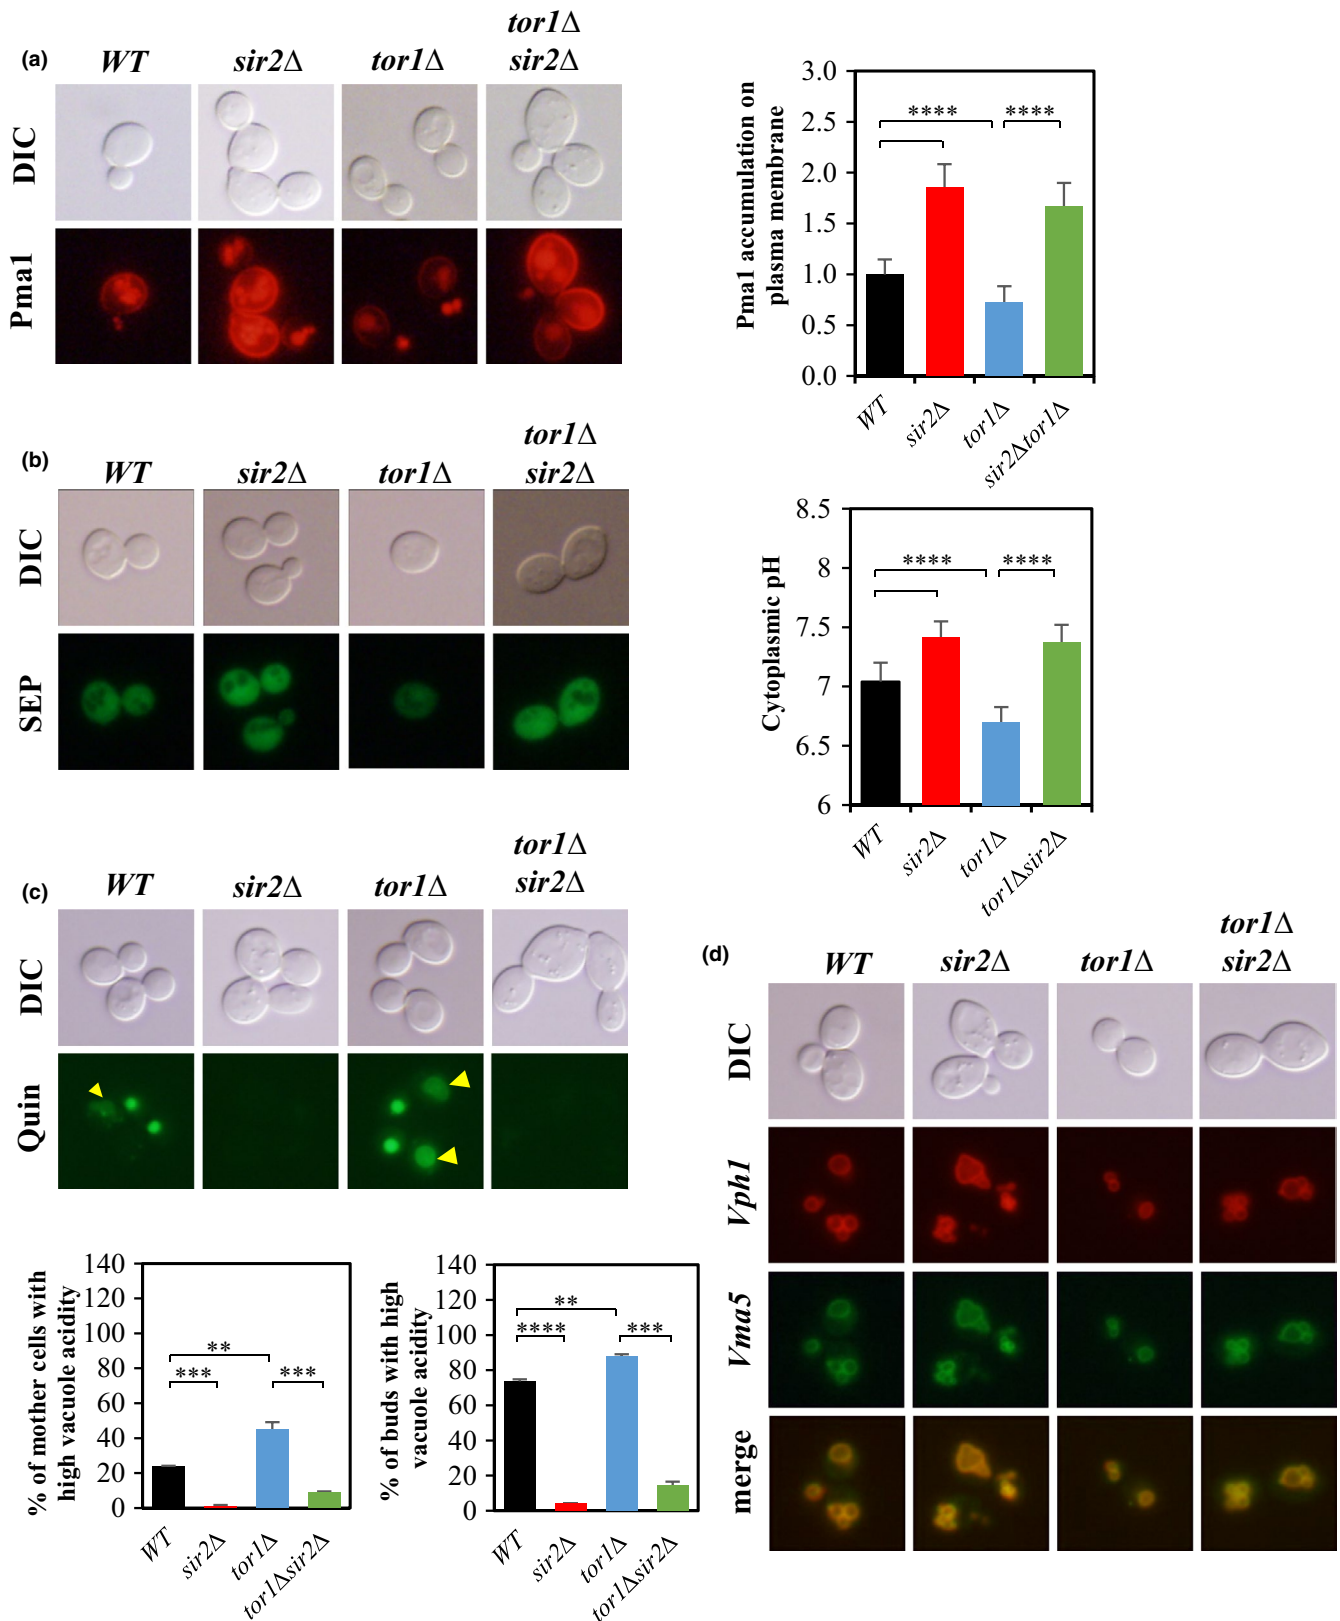 (a)
WT
sir2Δ
tor1Δ
tor1Δ
sir2Δ
DIC
Pma1
Pma1 accumulation on
plasma membrane
3.0
2.5
2.0
1.5
1.0
0.5
0.0
****
****
WT
sir2Δ
tor1Δ
sir2Δtor1Δ
(b)
WT
sir2Δ
tor1Δ
tor1Δ
sir2Δ
DIC
SEP
Cytoplasmic pH
8.5
8
7.5
7
6.5
6
****
****
WT
sir2Δ
tor1Δ
tor1Δsir2Δ
(c)
WT
sir2Δ
tor1Δ
tor1Δ
sir2Δ
DIC
Quin
% of mother cells with
high vacuole acidity
140
120
100
80
60
40
20
0
**
***
***
WT
sir2Δ
tor1Δ
tor1Δsir2Δ
% of buds with high
vacuole acidity
140
120
100
80
60
40
20
0
**
****
***
WT
sir2Δ
tor1Δ
tor1Δsir2Δ
(d)
WT
sir2Δ
tor1Δ
tor1Δ
sir2Δ
DIC
Vph1
Vma5
merge